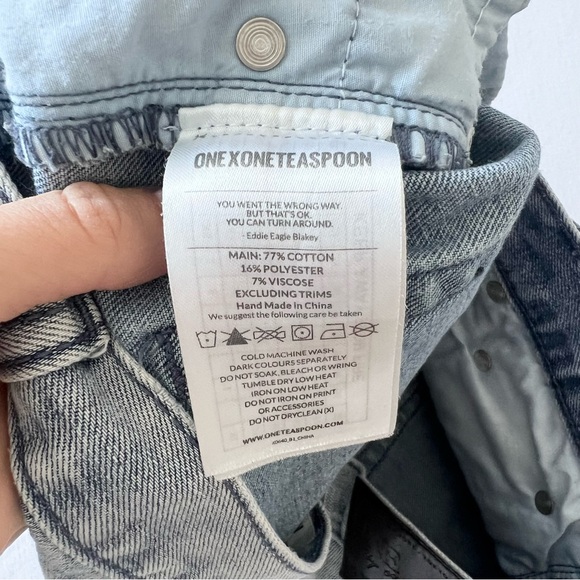 ONEXONETEASPOON
YOU WENT THE WRONG WAY.
BUT THAT'S OK.
YOU CAN TURN AROUND.
- Eddie Eagle Blakey
MAIN: 77% COTTON
16% POLYESTER
7% VISCOSE
EXCLUDING TRIMS
Hand Made in China
We suggest the following care be taken
COLD MACHINE WASH
DARK COLOURS SEPARATELY
DO NOT SOAK, BLEACH OR WRING
TUMBLE DRY LOW HEAT
IRON ON LOW HEAT
DO NOT IRON ON PRINT
OR ACCESSORIES
DO NOT DRYCLEAN (X)
WWW.ONETEASPOON.COM